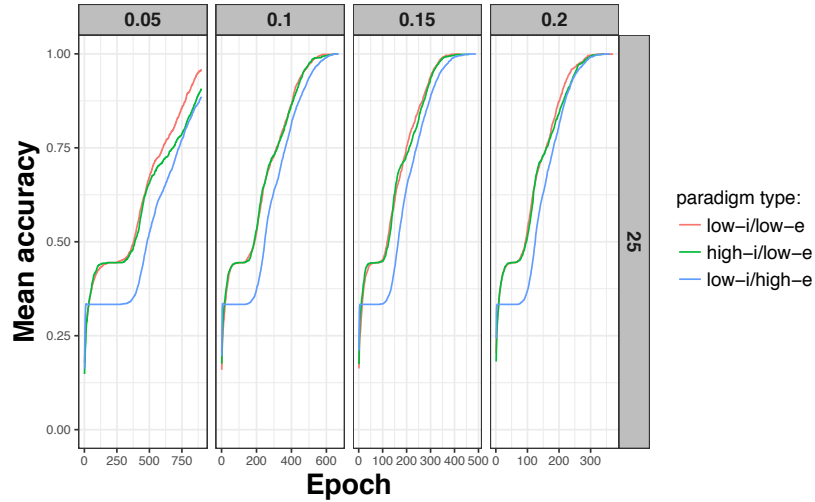 0.05 0.1 0.15 0.2
25
Mean accuracy
1.00
0.75
0.50
0.25
0.00
0 250 500 750 0 200 400 600 0 100 200 300 400 500 0 100 200 300
Epoch
paradigm type:
low-i/low-e
high-i/low-e
low-i/high-e